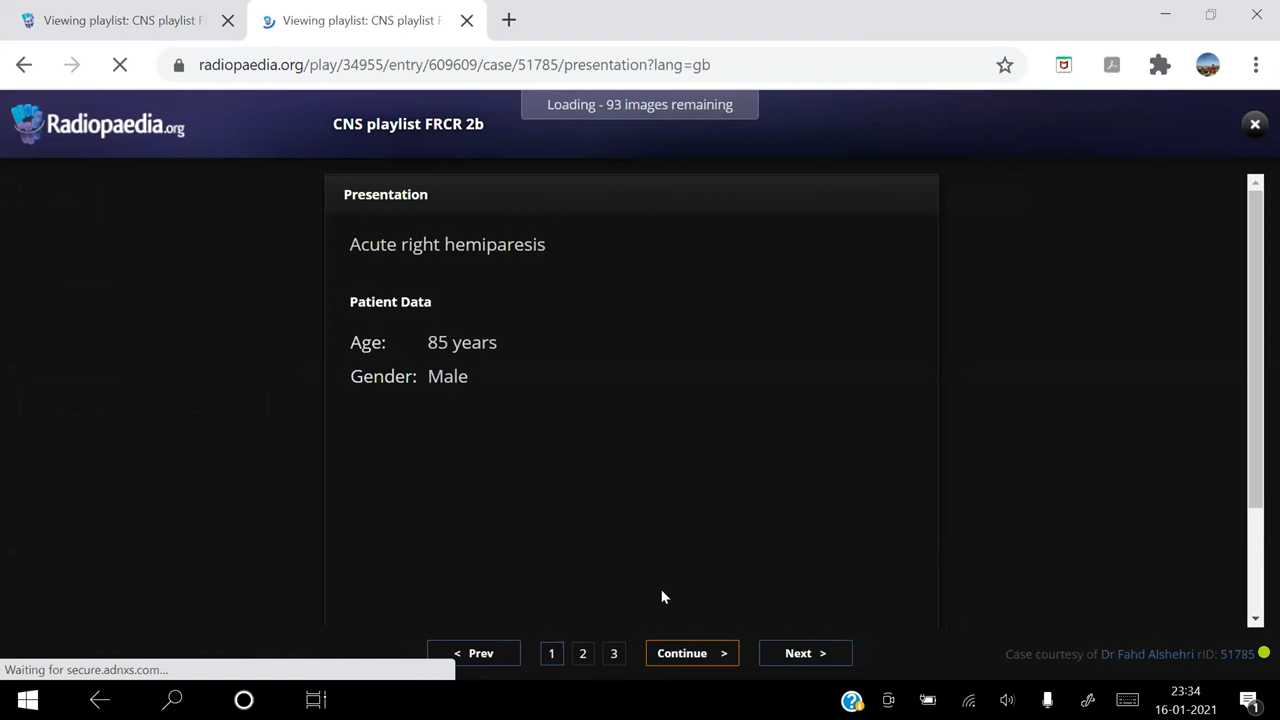 Viewing playlist: CNS playlist F
Viewing playlist: CNS playlist F
radiopaedia.org/play/34955/entry/609609/case/51785/presentation?lang=gb
Loading - 93 images remaining
Radiopaedia.org
CNS playlist FRCR 2b
Presentation
Acute right hemiparesis
Patient Data
Age: 85 years
Gender: Male
< Prev 1 2 3 Continue > Next >
Case courtesy of Dr Fahd Alshehri rID: 51785
Waiting for secure.adnxs.com...
23:34
16-01-2021
1